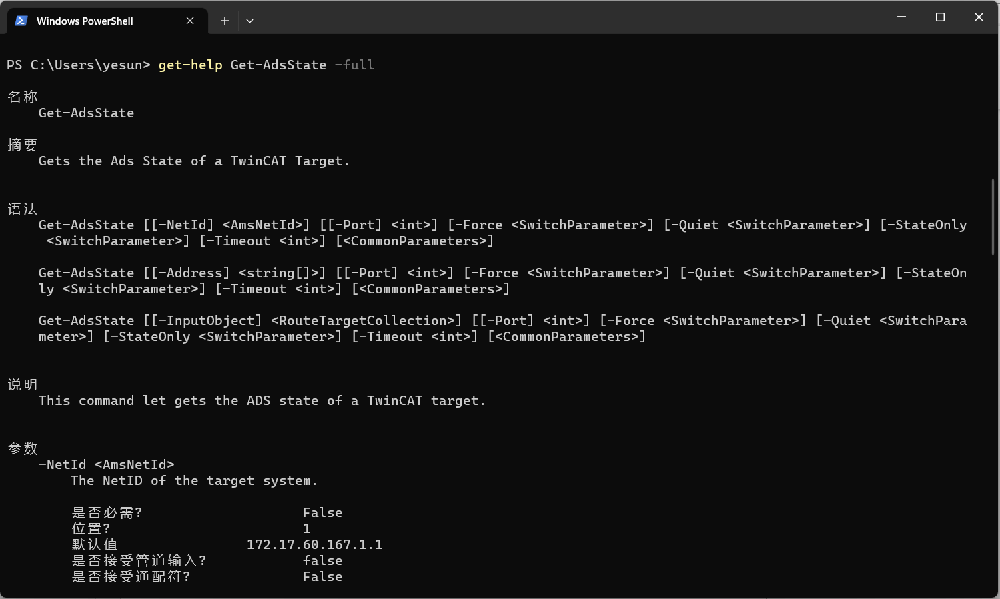 Windows PowerShell
PS C:\Users\yesun> get-help Get-AdsState -full
名称
Get-AdsState
摘要
Gets the Ads State of a TwinCAT Target.
语法
Get-AdsState [[-NetId] <AmsNetId>] [[-Port] <int>] [-Force <SwitchParameter>] [-Quiet <SwitchParameter>] [-StateOnly
<SwitchParameter>] [-Timeout <int>] [<CommonParameters>]
Get-AdsState [[-Address] <string[]>] [[-Port] <int>] [-Force <SwitchParameter>] [-Quiet <SwitchParameter>] [-StateOn
ly <SwitchParameter>] [-Timeout <int>] [<CommonParameters>]
Get-AdsState [[-InputObject] <RouteTargetCollection>] [[-Port] <int>] [-Force <SwitchParameter>] [-Quiet <SwitchPara
meter>] [-StateOnly <SwitchParameter>] [-Timeout <int>] [<CommonParameters>]
说明
This command let gets the ADS state of a TwinCAT target.
参数
-NetId <AmsNetId>
The NetID of the target system.
是否必需? False
位置? 1
默认值 172.17.60.167.1.1
是否接受管道输入? false
是否接受通配符? False